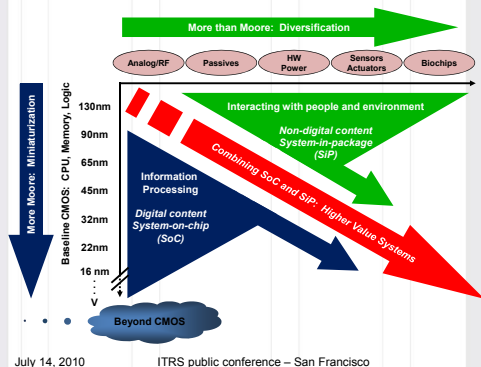 More than Moore: Diversification
Analog/RF
Passives
HW
Power
Sensors
Actuators
Biochips
More Moore: Miniaturization
Baseline CMOS: CPU, Memory, Logic
130nm
90nm
65nm
45nm
32nm
22nm
16 nm
V
Interacting with people and environment
Non-digital content
System-in-package
(SiP)
Combining SoC and SiP: Higher Value Systems
Information
Processing
Digital content
System-on-chip
(SoC)
Beyond CMOS
July 14, 2010
ITRS public conference – San Francisco